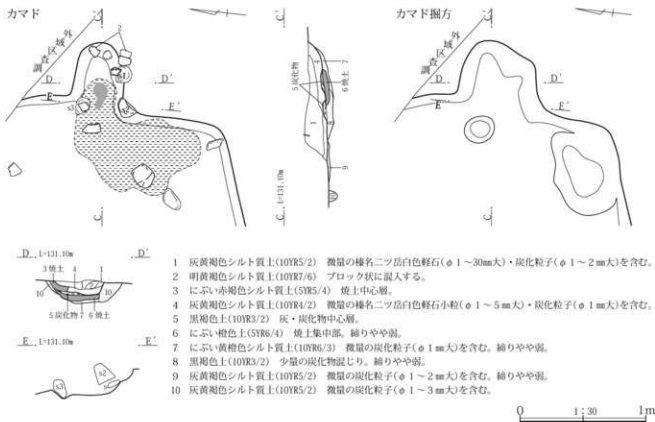 カマド
カマド掘方
調査区域外
調査区域外
C'
C'
2
s1
D
D'
E
E'
s3
s2
C
C
L=131.10m
4
7
5 炭化物
6 焼土
1
9
D
D'
E
E'
D L=131.10m D'
3 焼土 4 1
10 10
5 炭化物 7 6 焼土
E L=131.10m E'
s2
s3
1 灰黄褐色シルト質土(10YR5/2) 微量の榛名二ツ岳白色軽石(φ1～30㎜大)・炭化粒子(φ1～2㎜大)を含む。
2 明黄褐色シルト質土(10YR7/6) ブロック状に混入する。
3 にぶい赤褐色シルト質土(5YR5/4) 焼土中心層。
4 灰黄褐色シルト質土(10YR4/2) 微量の榛名二ツ岳白色軽石小粒(φ1～5㎜大)・炭化粒子(φ1㎜大)を含む。
5 黒褐色土(10YR3/2) 灰・炭化物中心層。
6 にぶい橙色土(5YR6/4) 焼土集中部。締りやや弱。
7 にぶい黄橙色シルト質土(10YR6/3) 微量の炭化粒子(φ1㎜大)を含む。締りやや弱。
8 黒褐色土(10YR3/2) 少量の炭化物混じり。締りやや弱。
9 灰黄褐色シルト質土(10YR5/2) 微量の炭化粒子(φ1～2㎜大)を含む。締りやや弱。
10 灰黄褐色シルト質土(10YR5/2) 微量の炭化粒子(φ1～3㎜大)を含む。
0 1：30 1m